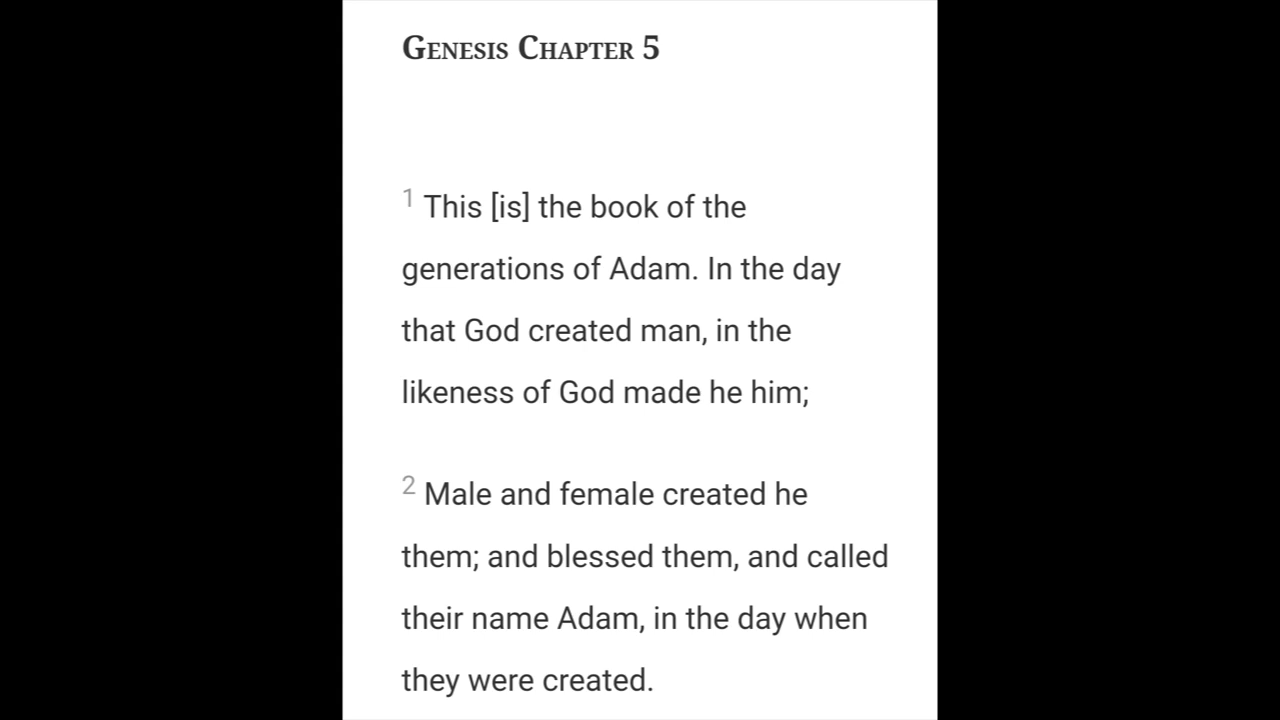 Genesis Chapter 5
1 This [is] the book of the
generations of Adam. In the day
that God created man, in the
likeness of God made he him;
2 Male and female created he
them; and blessed them, and called
their name Adam, in the day when
they were created.